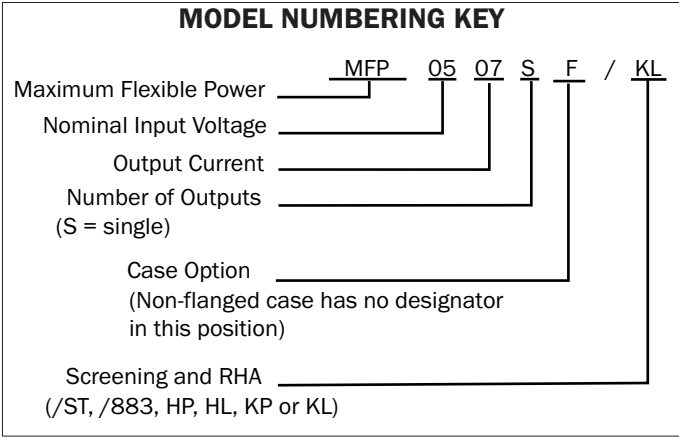 MODEL NUMBERING KEY
MFP 05 07 S F / KL
Maximum Flexible Power
Nominal Input Voltage
Output Current
Number of Outputs
(S = single)
Case Option
(Non-flanged case has no designator
in this position)
Screening and RHA
(/ST, /883, HP, HL, KP or KL)